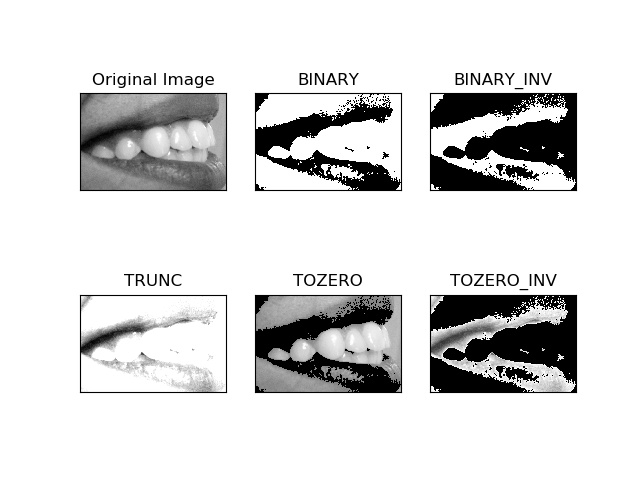 Original Image
BINARY
BINARY_INV
TRUNC
TOZERO
TOZERO_INV